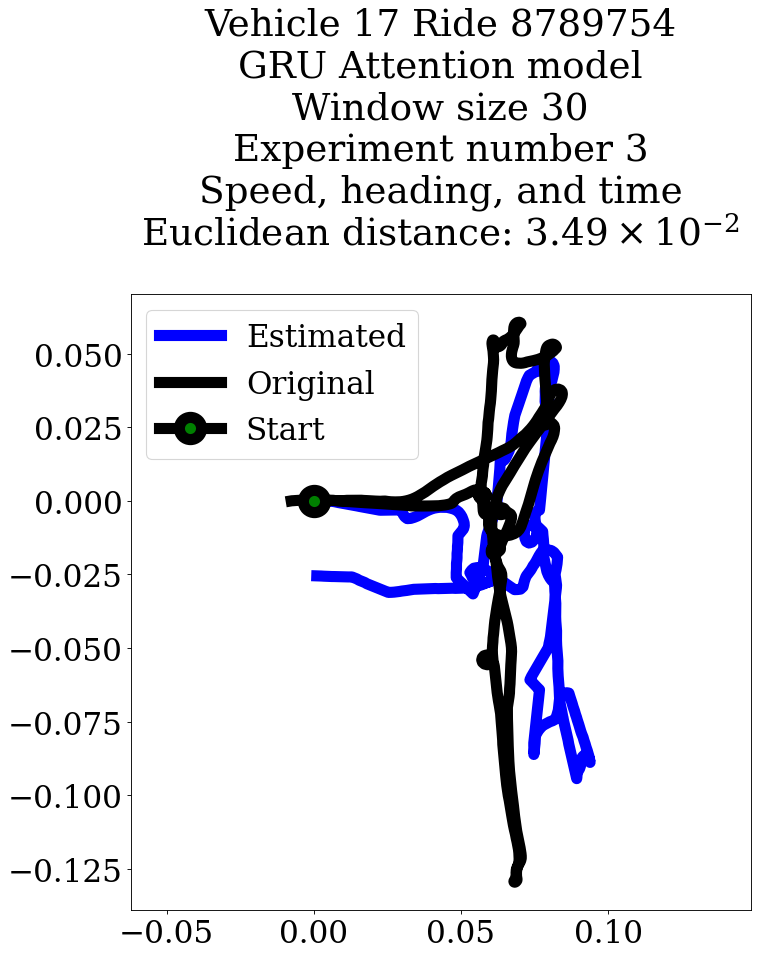 Vehicle 17 Ride 8789754
GRU Attention model
Window size 30
Experiment number 3
Speed, heading, and time
Euclidean distance: 3.49 × 10⁻²
Estimated
Original
Start
0.050
0.025
0.000
−0.025
−0.050
−0.075
−0.100
−0.125
−0.05 0.00 0.05 0.10